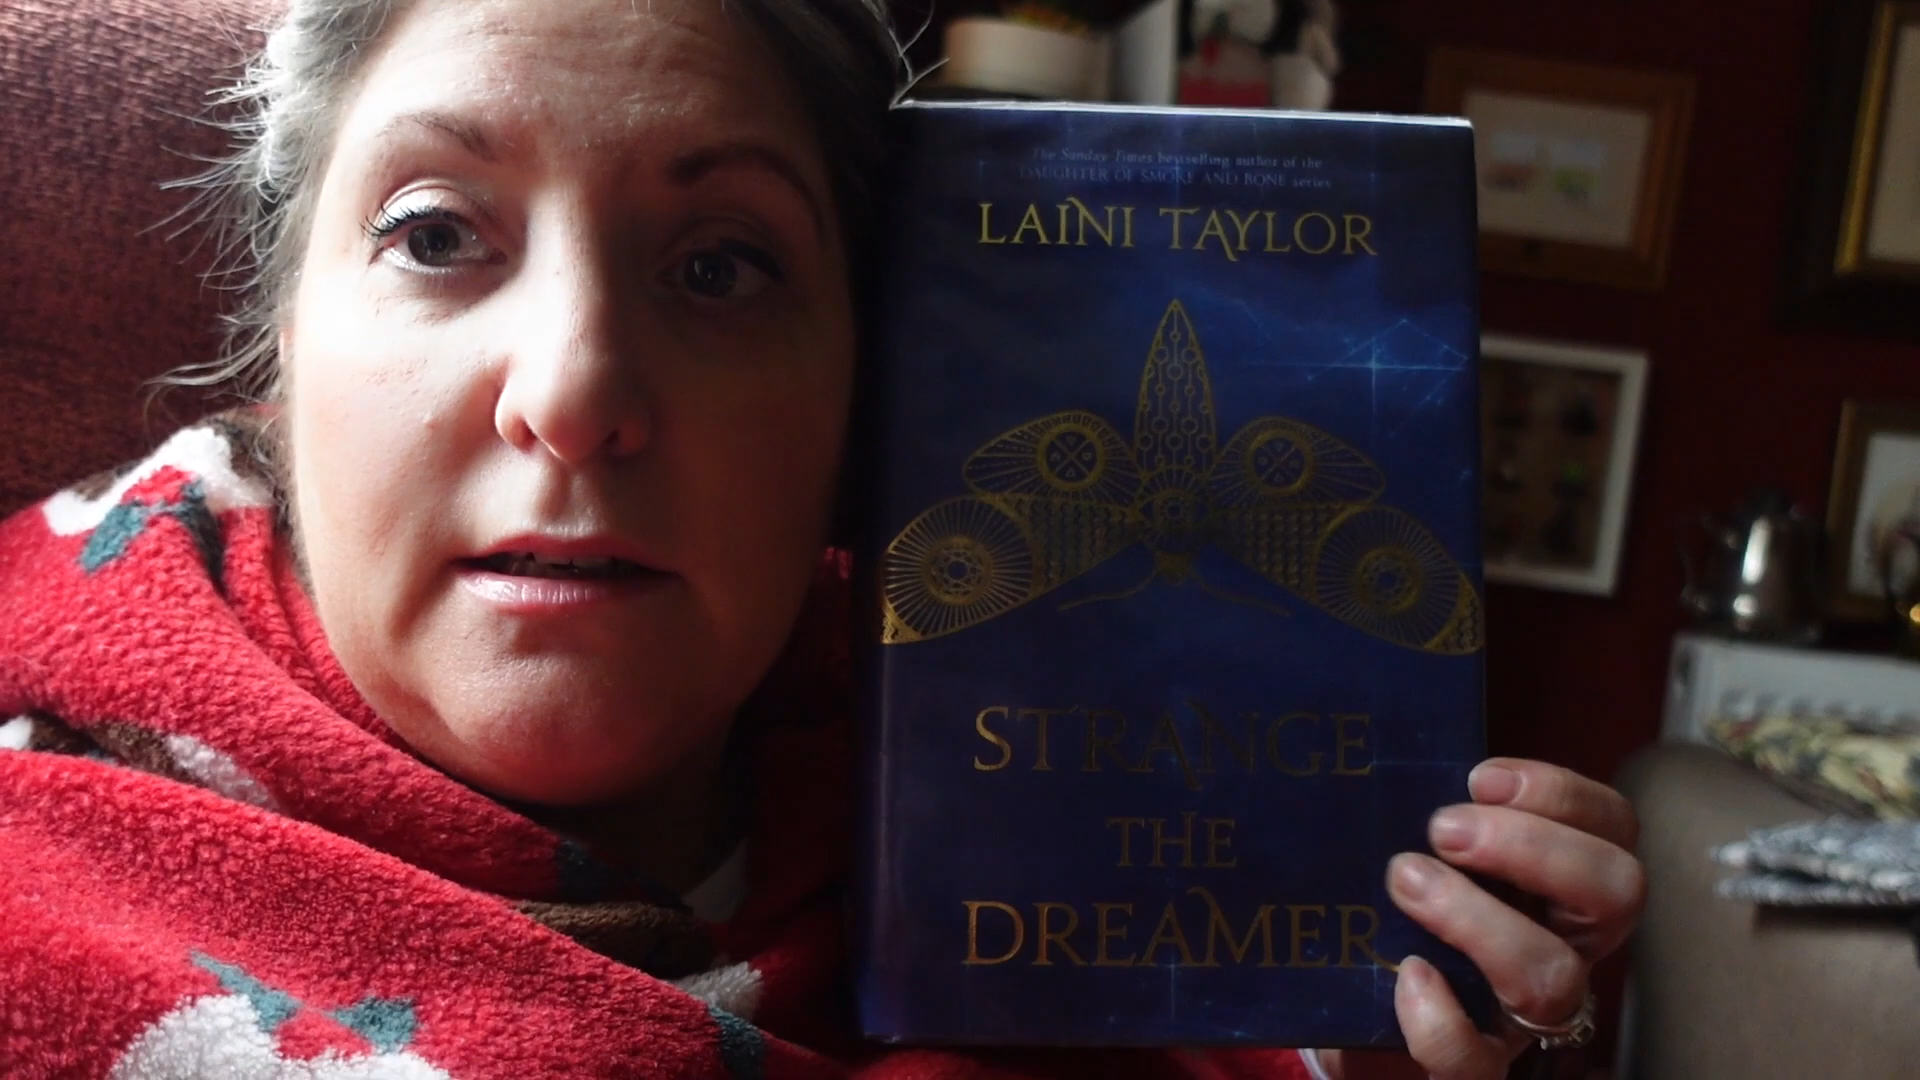 The Sunday Times bestselling author of the
DAUGHTER OF SMOKE AND BONE series
LAINI TAYLOR
STRANGE
THE
DREAMER